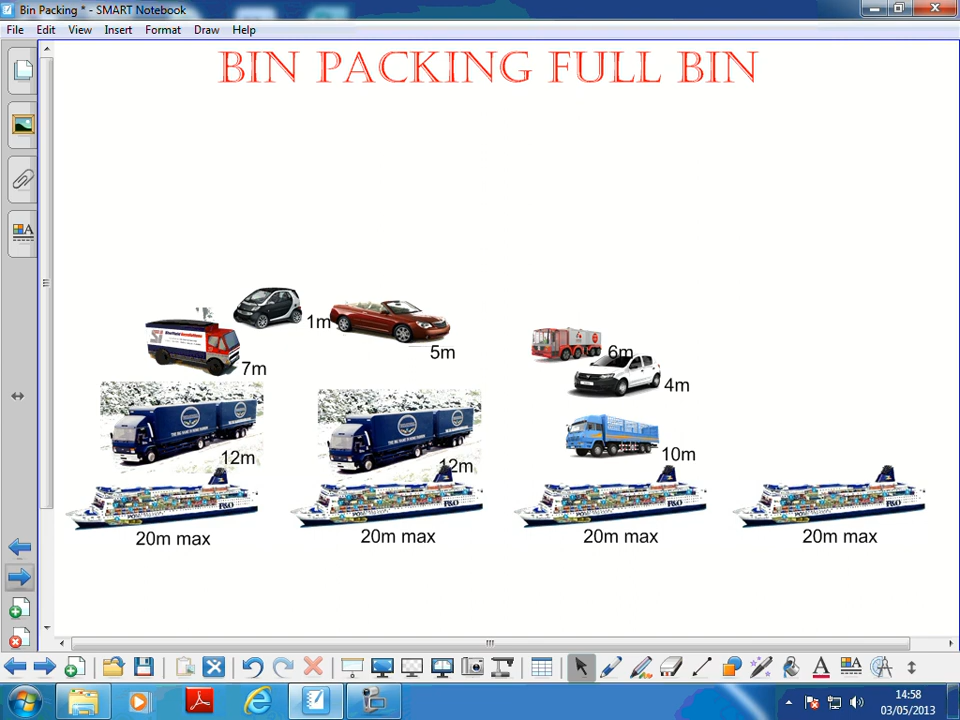 Bin Packing * - SMART Notebook
File Edit View Insert Format Draw Help
BIN PACKING FULL BIN
1m
5m
7m
6m
4m
12m
12m
10m
P&O
P&O
P&O
P&O
20m max
20m max
20m max
20m max
14:58
03/05/2013